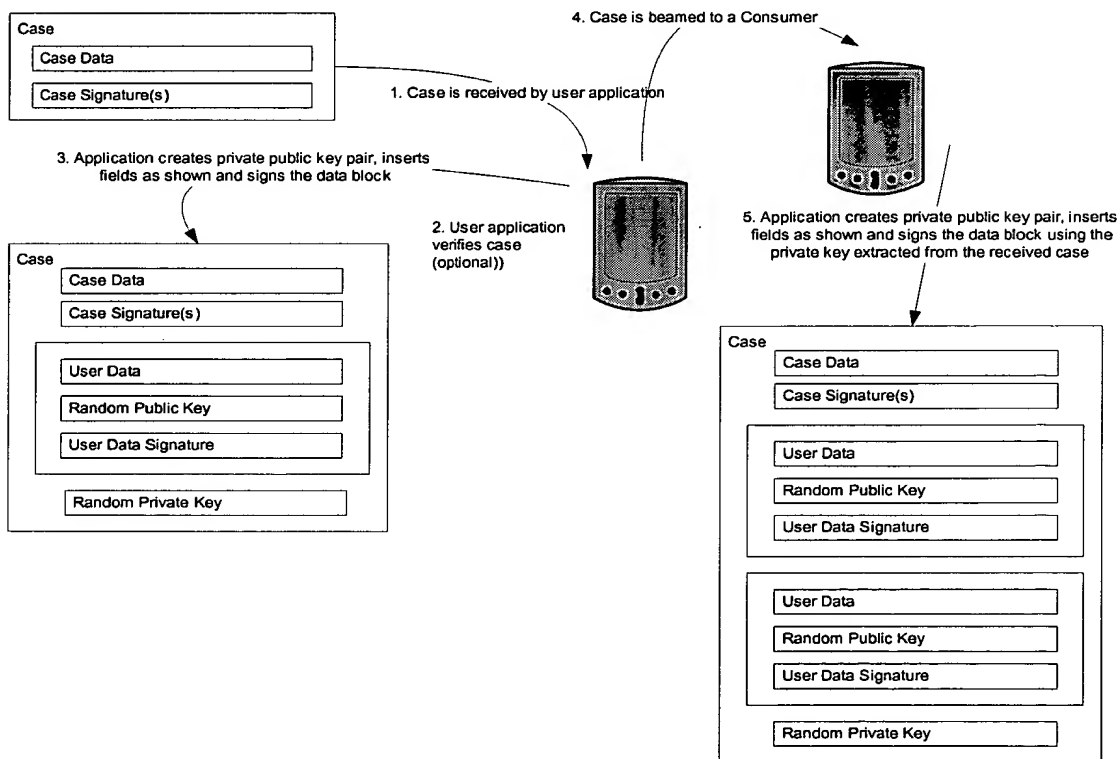 Case
Case Data
Case Signature(s)
1. Case is received by user application
4. Case is beamed to a Consumer
3. Application creates private public key pair, inserts
fields as shown and signs the data block
2. User application
verifies case
(optional))
5. Application creates private public key pair, inserts
fields as shown and signs the data block using the
private key extracted from the received case
Case
Case Data
Case Signature(s)
User Data
Random Public Key
User Data Signature
Random Private Key
Case
Case Data
Case Signature(s)
User Data
Random Public Key
User Data Signature
User Data
Random Public Key
User Data Signature
Random Private Key